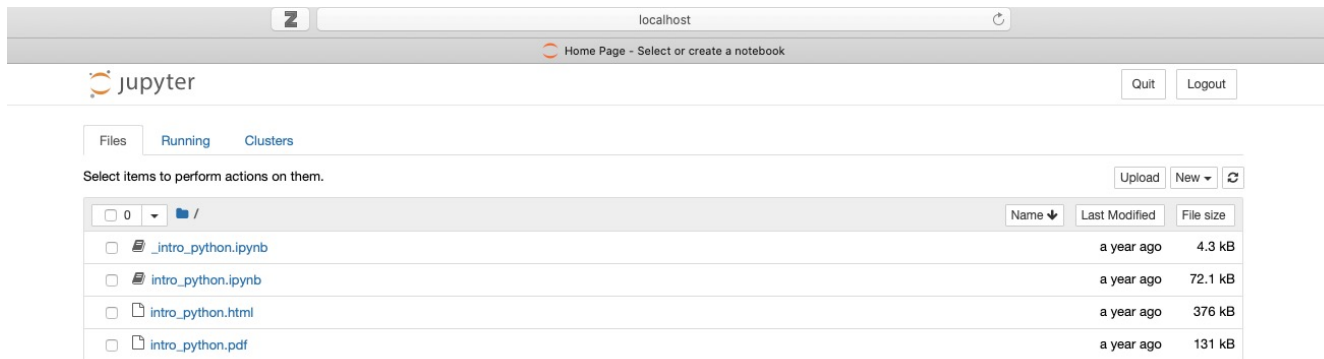 Z localhost
Home Page - Select or create a notebook
jupyter Quit Logout
Files Running Clusters
Select items to perform actions on them. Upload New
0 / Name Last Modified File size
_intro_python.ipynb a year ago 4.3 kB
intro_python.ipynb a year ago 72.1 kB
intro_python.html a year ago 376 kB
intro_python.pdf a year ago 131 kB